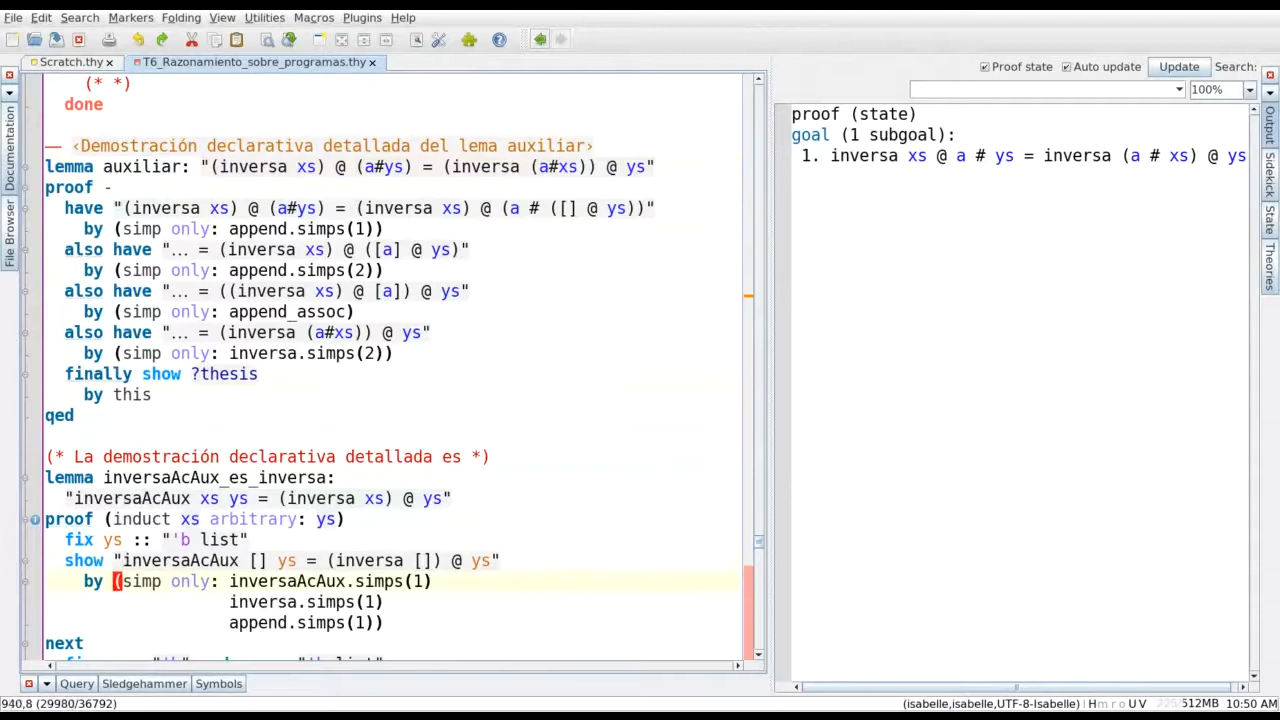 File Edit Search Markers Folding View Utilities Macros Plugins Help
Scratch.thy
T6_Razonamiento_sobre_programas.thy
Proof state
Auto update
Update
Search:
100%
Documentation
File Browser
(* *)
done
— ‹Demostración declarativa detallada del lema auxiliar›
lemma auxiliar: "(inversa xs) @ (a#ys) = (inversa (a#xs)) @ ys"
proof -
have "(inversa xs) @ (a#ys) = (inversa xs) @ (a # ([] @ ys))"
by (simp only: append.simps(1))
also have "... = (inversa xs) @ ([a] @ ys)"
by (simp only: append.simps(2))
also have "... = ((inversa xs) @ [a]) @ ys"
by (simp only: append_assoc)
also have "... = (inversa (a#xs)) @ ys"
by (simp only: inversa.simps(2))
finally show ?thesis
by this
qed
(* La demostración declarativa detallada es *)
lemma inversaAcAux_es_inversa:
"inversaAcAux xs ys = (inversa xs) @ ys"
proof (induct xs arbitrary: ys)
fix ys :: "'b list"
show "inversaAcAux [] ys = (inversa []) @ ys"
by (simp only: inversaAcAux.simps(1)
inversa.simps(1)
append.simps(1))
next
proof (state)
goal (1 subgoal):
1. inversa xs @ a # ys = inversa (a # xs) @ ys
Output
Sidekick
State
Theories
Query Sledgehammer Symbols
940,8 (29980/36792)
(isabelle,isabelle,UTF-8-Isabelle) H m r o U V
512MB 10:50 AM